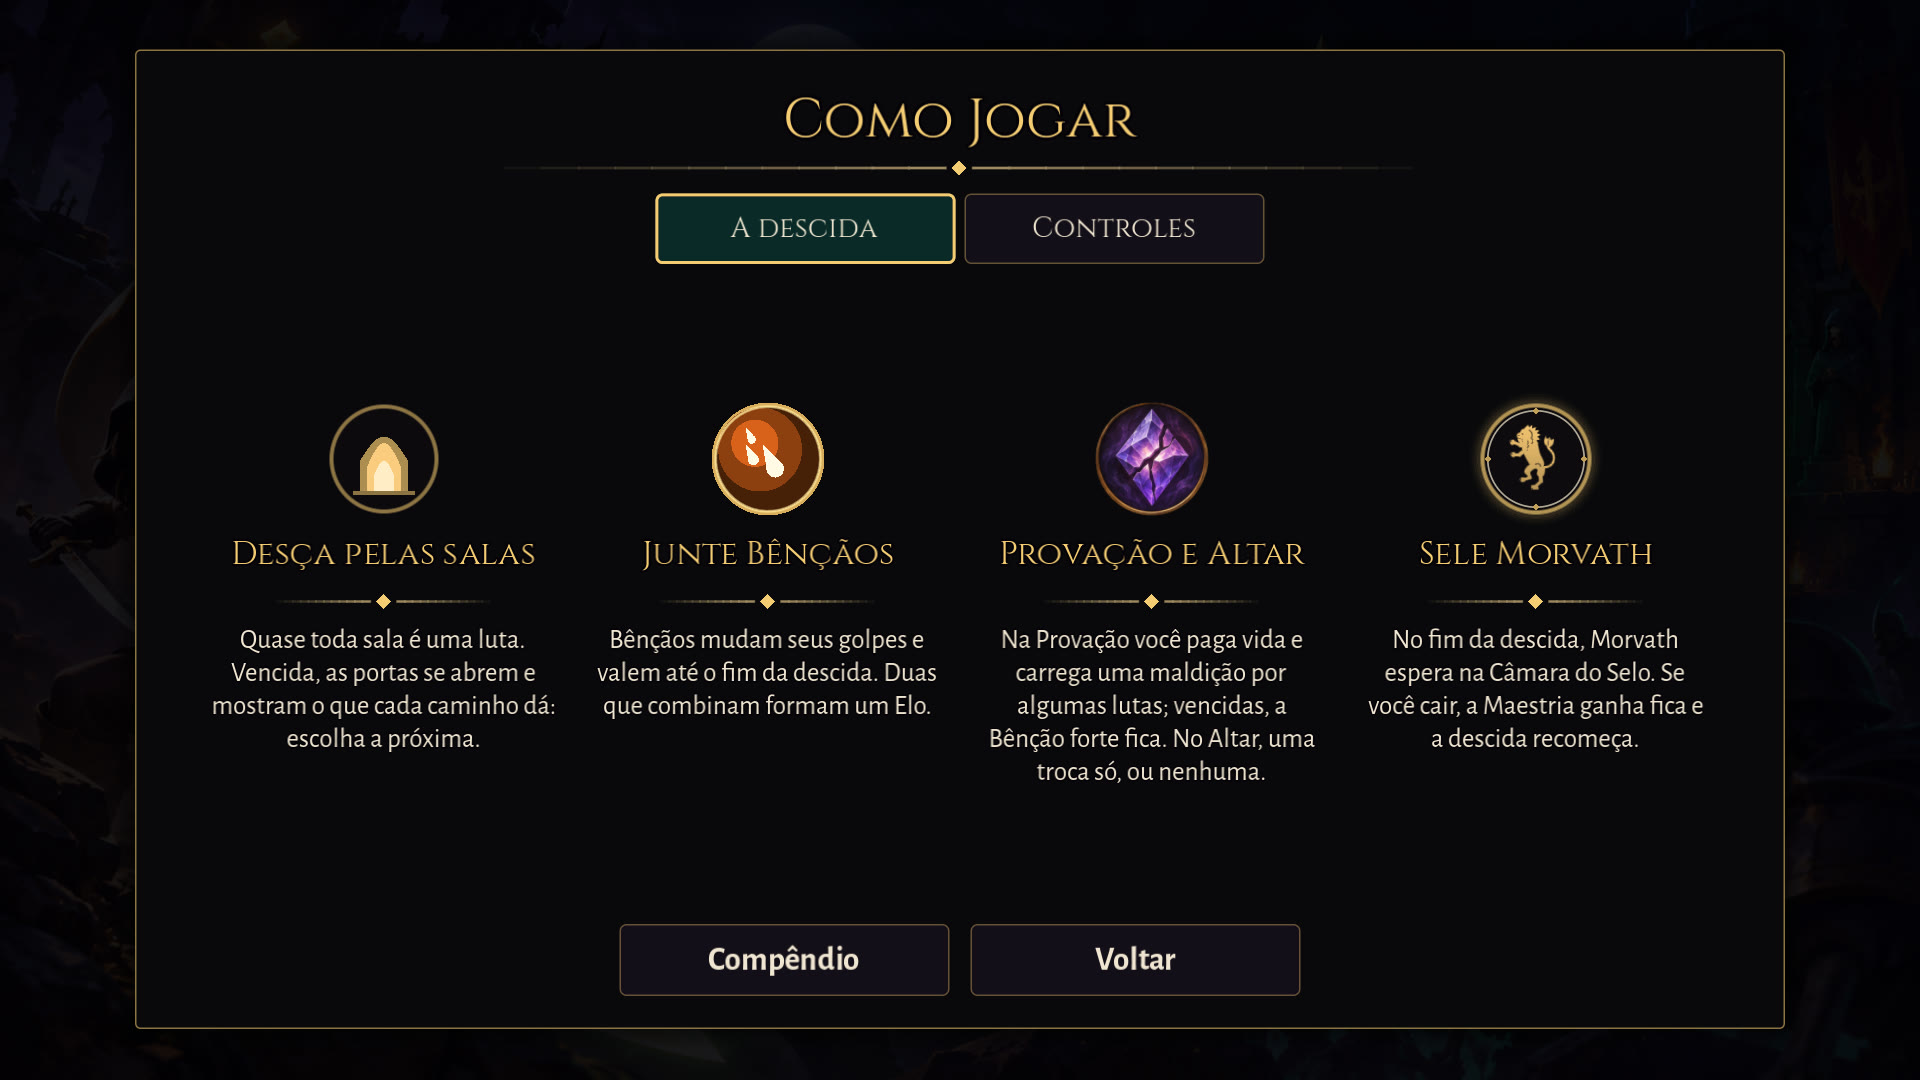 Como Jogar
A descida
Controles
Desça pelas salas
Quase toda sala é uma luta.
Vencida, as portas se abrem e
mostram o que cada caminho dá:
escolha a próxima.
Junte Bênçãos
Bênçãos mudam seus golpes e
valem até o fim da descida. Duas
que combinam formam um Elo.
Provação e Altar
Na Provação você paga vida e
carrega uma maldição por
algumas lutas; vencidas, a
Bênção forte fica. No Altar, uma
troca só, ou nenhuma.
Sele Morvath
No fim da descida, Morvath
espera na Câmara do Selo. Se
você cair, a Maestria ganha fica e
a descida recomeça.
Compêndio
Voltar